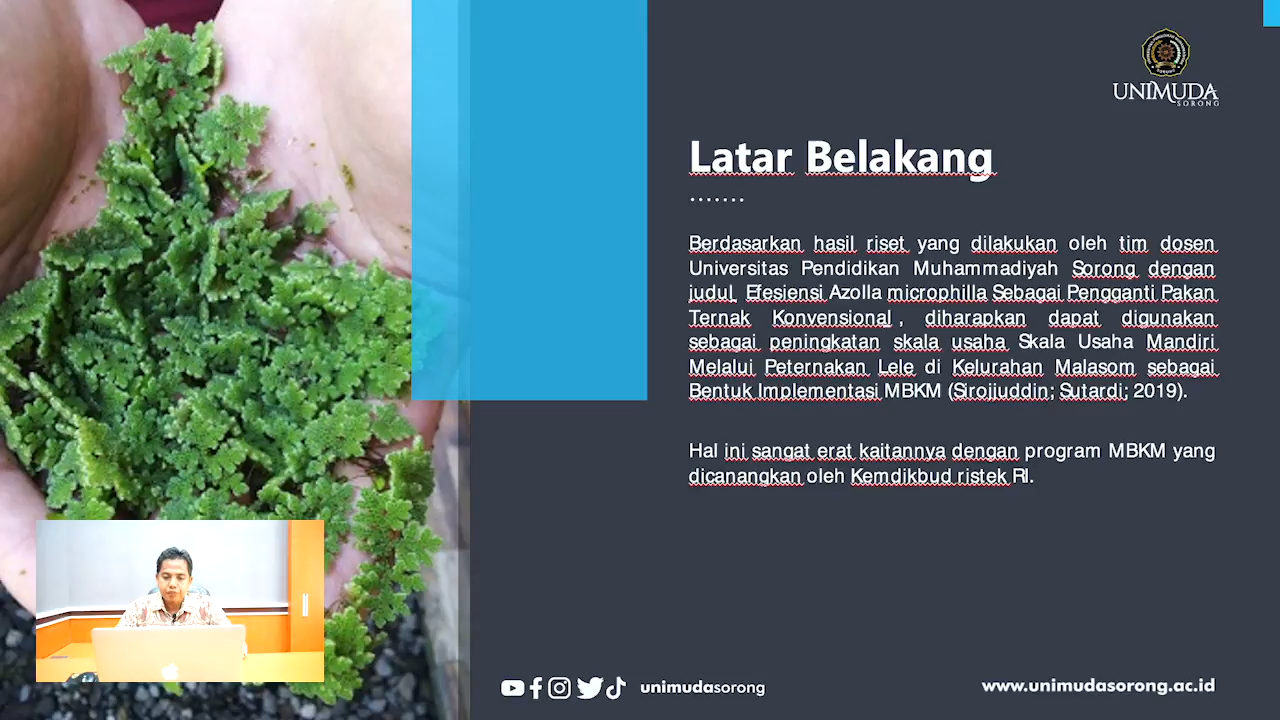 UNIMUDA
SORONG
Latar Belakang
.......
Berdasarkan hasil riset yang dilakukan oleh tim dosen
Universitas Pendidikan Muhammadiyah Sorong dengan
judul Efesiensi Azolla microphilla Sebagai Pengganti Pakan
Ternak Konvensional , diharapkan dapat digunakan
sebagai peningkatan skala usaha Skala Usaha Mandiri
Melalui Peternakan Lele di Kelurahan Malasom sebagai
Bentuk Implementasi MBKM (Sirojjuddin; Sutardi; 2019).
Hal ini sangat erat kaitannya dengan program MBKM yang
dicanangkan oleh Kemdikbud ristek RI.
unimudasorong
www.unimudasorong.ac.id